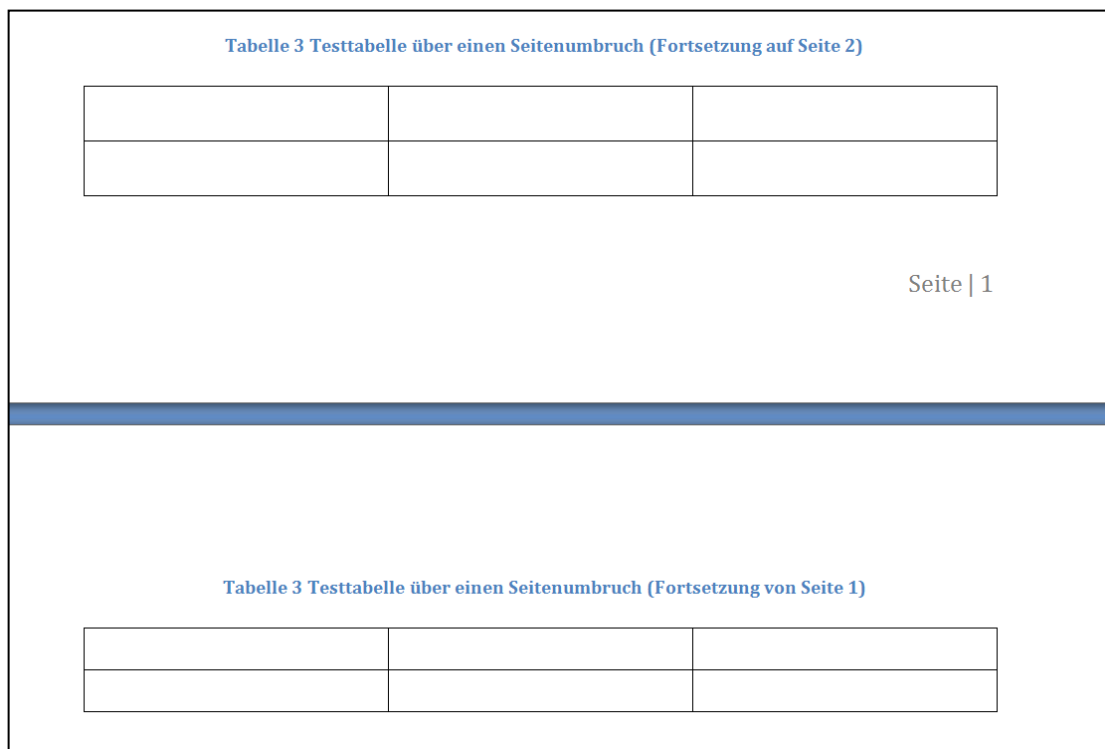 Tabelle 3 Testtabelle über einen Seitenumbruch (Fortsetzung auf Seite 2)
Seite | 1
Tabelle 3 Testtabelle über einen Seitenumbruch (Fortsetzung von Seite 1)